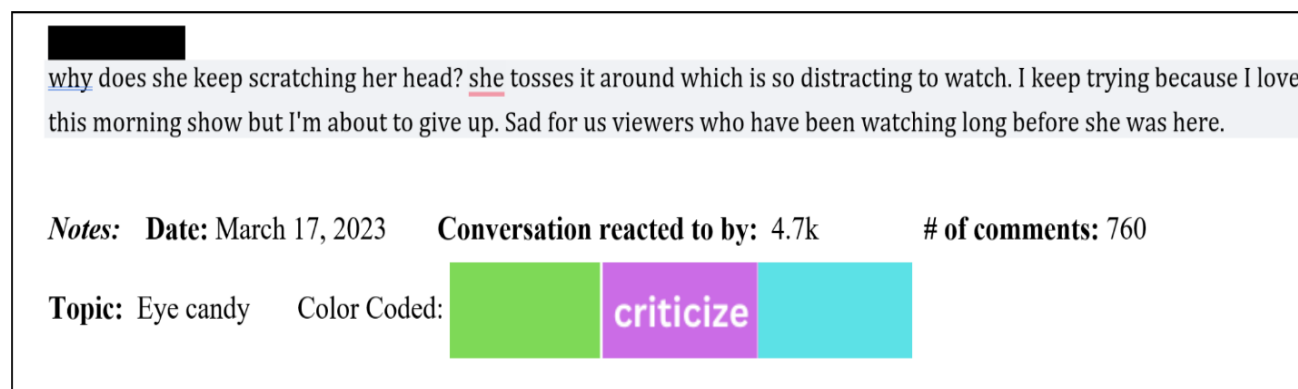 why does she keep scratching her head? she tosses it around which is so distracting to watch. I keep trying because I love
this morning show but I'm about to give up. Sad for us viewers who have been watching long before she was here.
Notes: Date: March 17, 2023 Conversation reacted to by: 4.7k # of comments: 760
Topic: Eye candy Color Coded: criticize